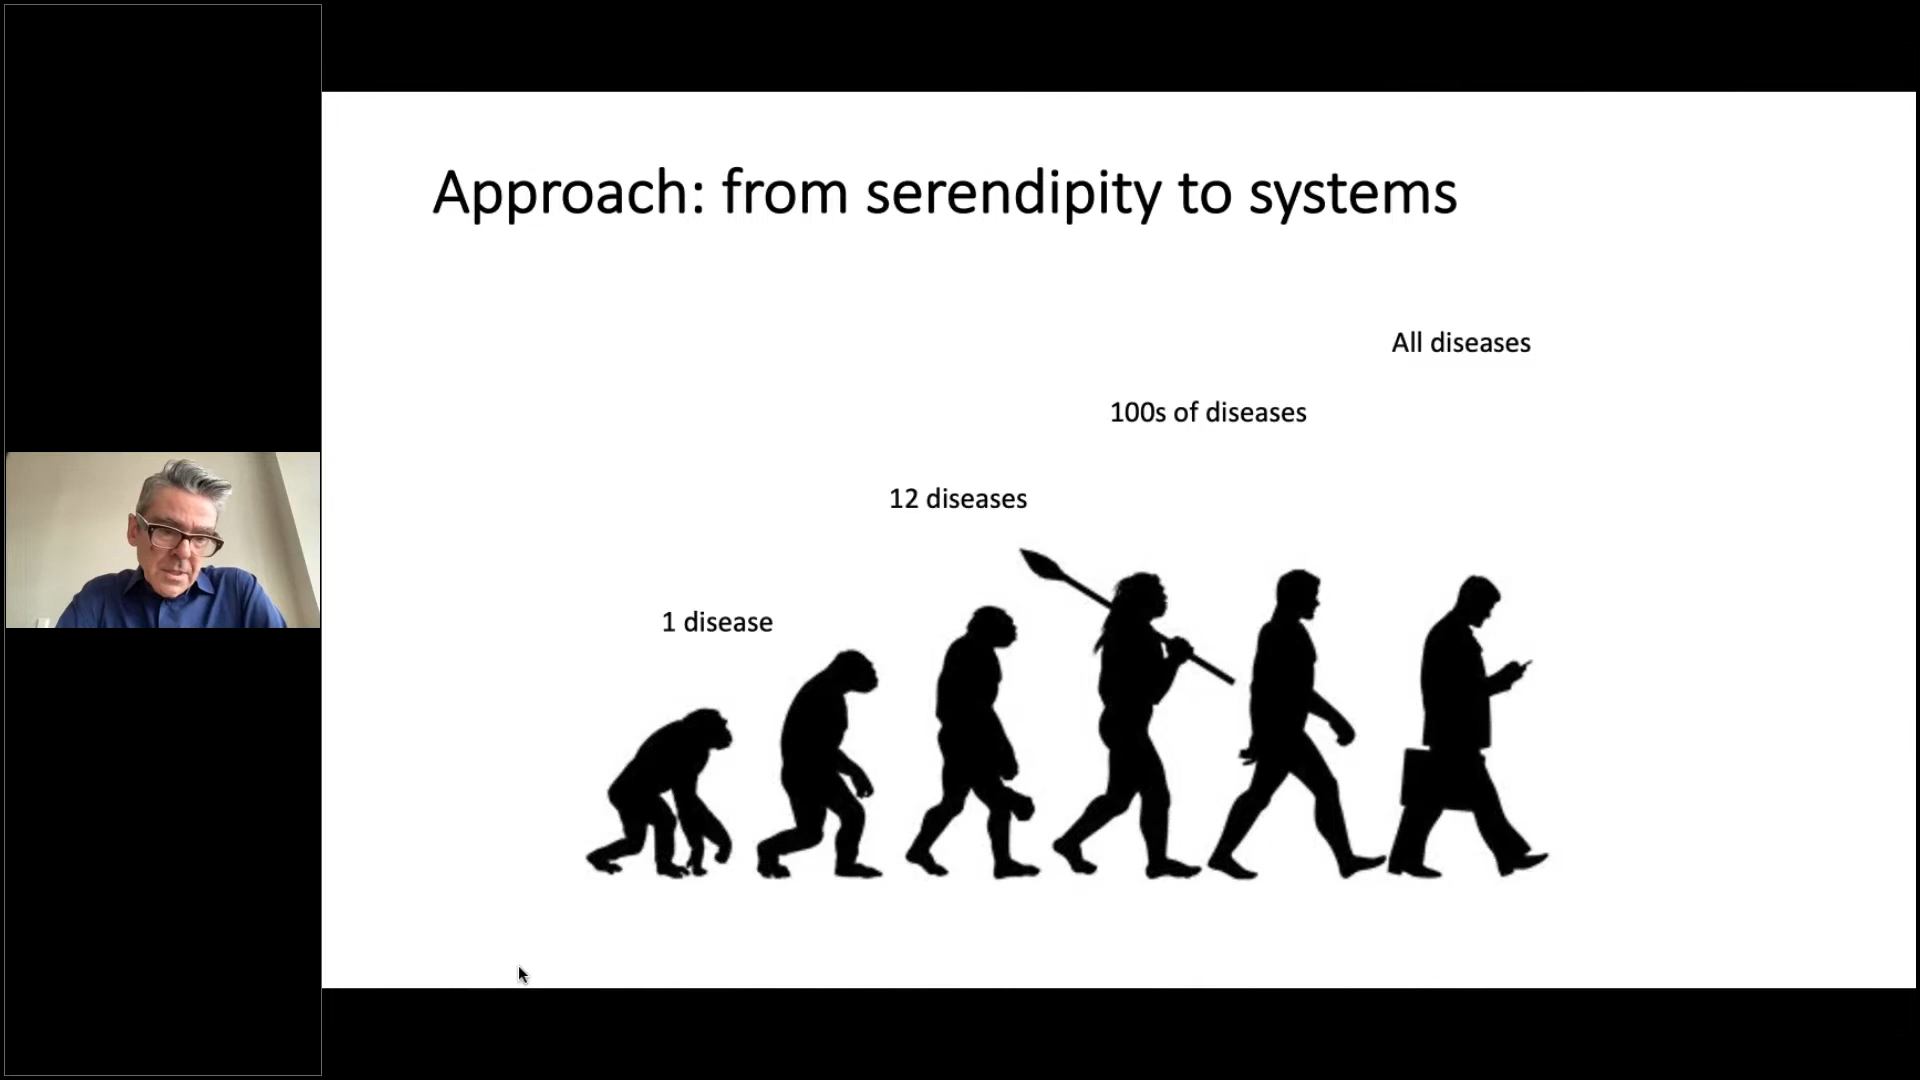 Approach: from serendipity to systems
All diseases
100s of diseases
12 diseases
1 disease